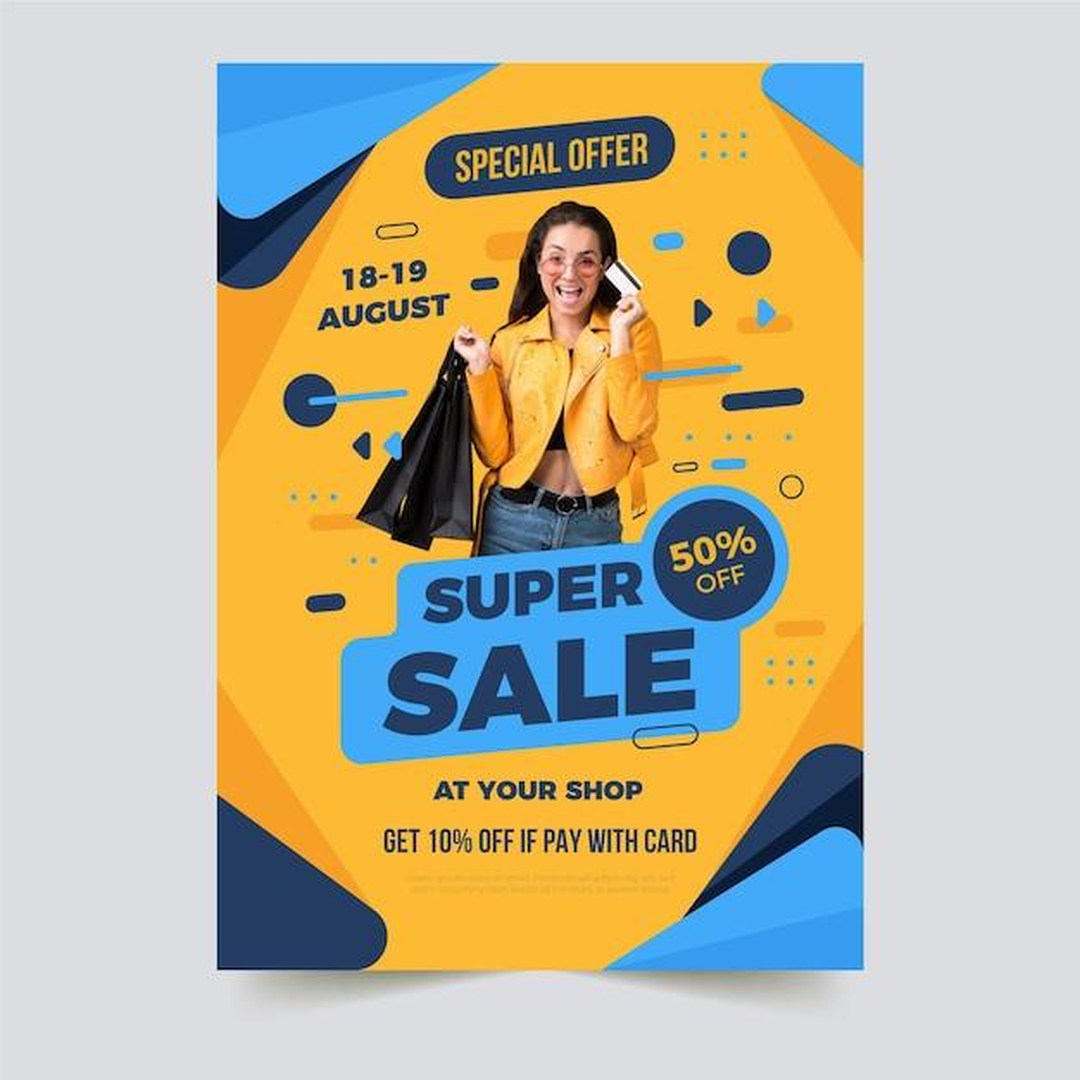 SPECIAL OFFER
18-19
AUGUST
50%
OFF
SUPER
SALE
AT YOUR SHOP
GET 10% OFF IF PAY WITH CARD